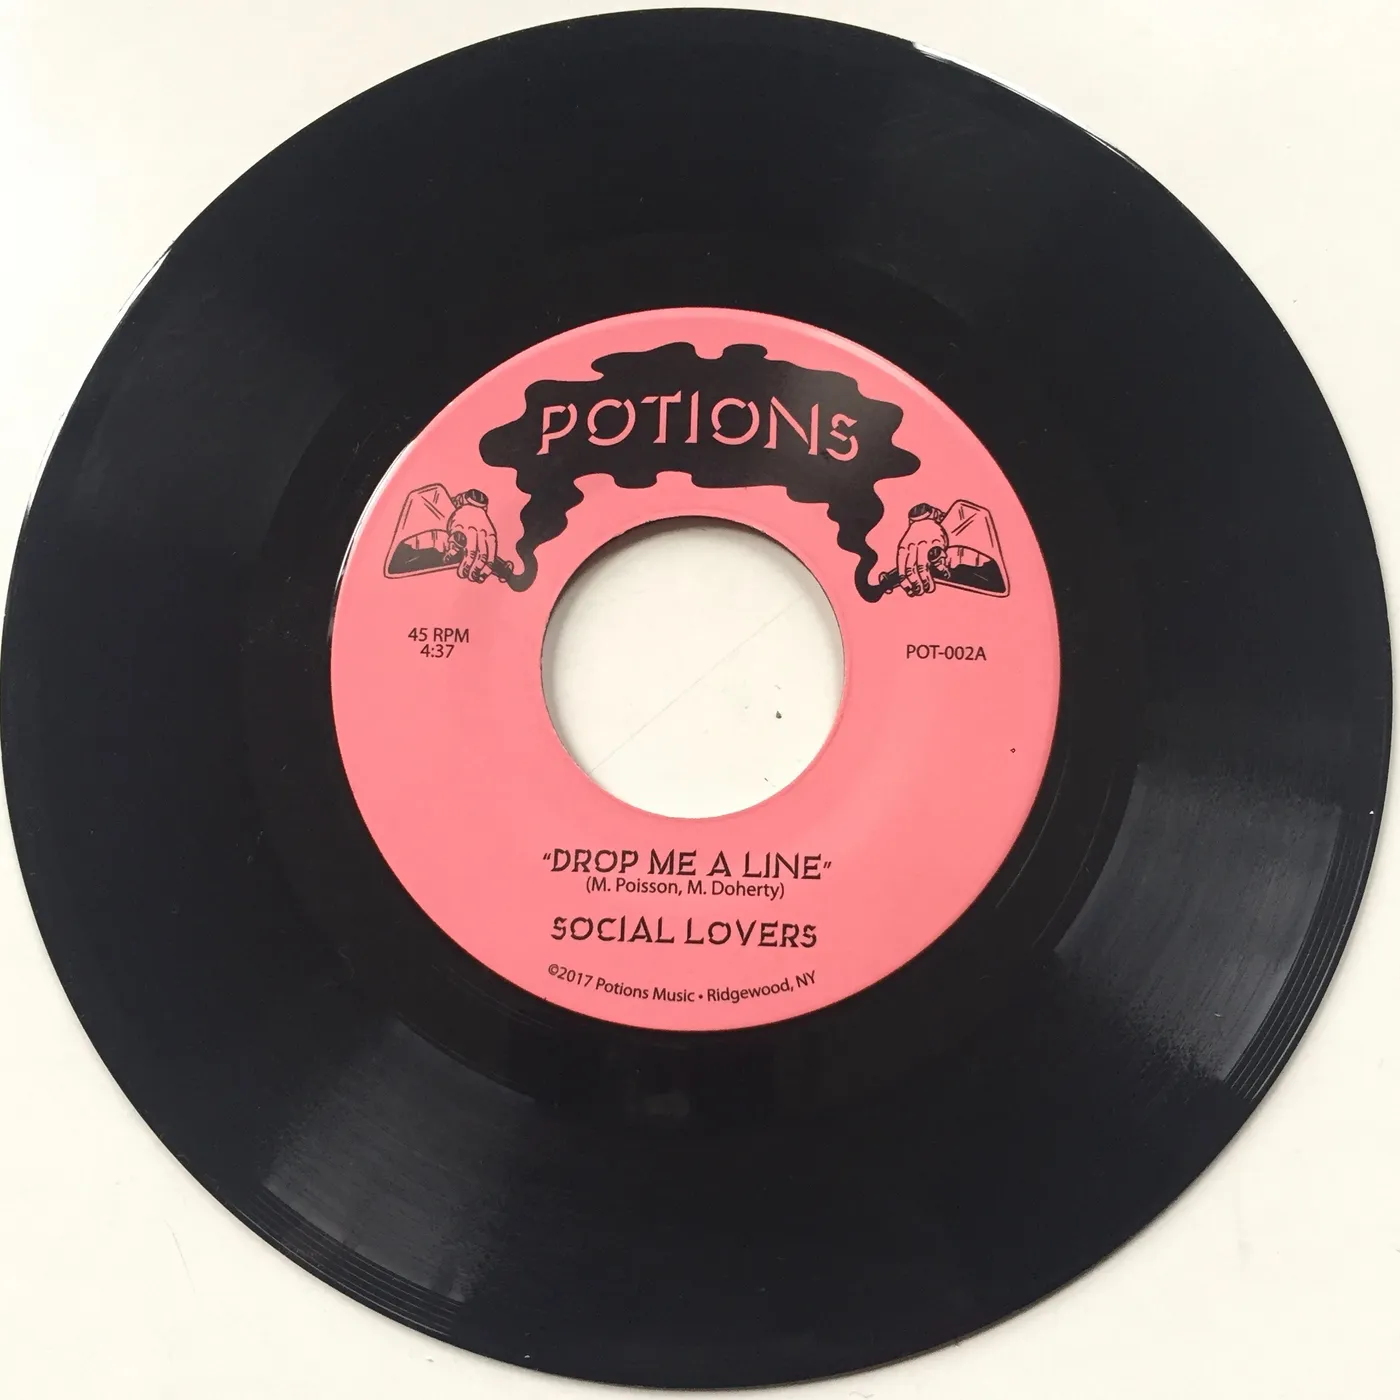 POTIONS
45 RPM
4:37
POT-002A
"DROP ME A LINE"
(M. Poisson, M. Doherty)
SOCIAL LOVERS
©2017 Potions Music • Ridgewood, NY